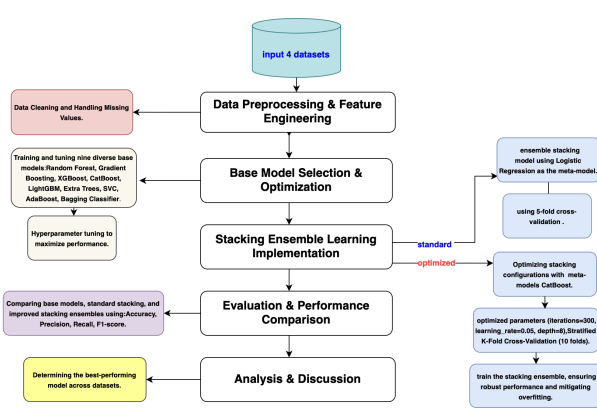 input 4 datasets
Data Preprocessing & Feature
Engineering
Data Cleaning and Handling Missing
Values.
Base Model Selection &
Optimization
Training and tuning nine diverse base
models:Random Forest, Gradient
Boosting, XGBoost, CatBoost,
LightGBM, Extra Trees, SVC,
AdaBoost, Bagging Classifier.
Hyperparameter tuning to
maximize performance.
Stacking Ensemble Learning
Implementation
standard
optimized
ensemble stacking
model using Logistic
Regression as the meta-model.
using 5-fold cross-
validation .
Optimizing stacking
configurations with meta-
models CatBoost.
optimized parameters (iterations=300,
learning_rate=0.05, depth=8),Stratified
K-Fold Cross-Validation (10 folds).
train the stacking ensemble, ensuring
robust performance and mitigating
overfitting.
Evaluation & Performance
Comparison
Comparing base models, standard stacking, and
improved stacking ensembles using:Accuracy,
Precision, Recall, F1-score.
Analysis & Discussion
Determining the best-performing
model across datasets.